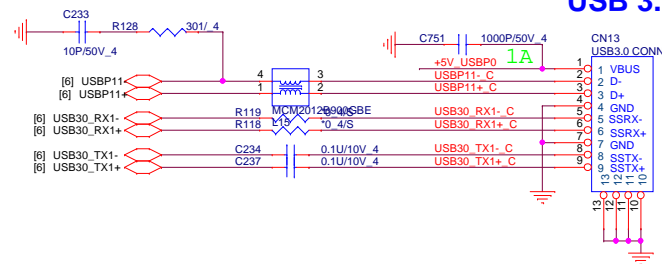 USB 3.
C233
R128
301/_4
10P/50V_4
C751
1000P/50V_4
CN13
USB3.0 CONN
+5V_USBP0
1A
1
1
VBUS
[6] USBP11-
4
3
USBP11-_C
2
2
D-
[6] USBP11+
1
2
USBP11+_C
3
3
D+
MCM2012B900GBE
L15
4
4
GND
[6] USB30_RX1-
R119
*0_4/S
USB30_RX1-_C
5
5
SSRX-
[6] USB30_RX1+
R118
*0_4/S
USB30_RX1+_C
6
6
SSRX+
7
7
GND
[6] USB30_TX1-
C234
0.1U/10V_4
USB30_TX1-_C
8
8
SSTX-
[6] USB30_TX1+
C237
0.1U/10V_4
USB30_TX1+_C
9
9
SSTX+
13
12
11
10
13
12
11
10